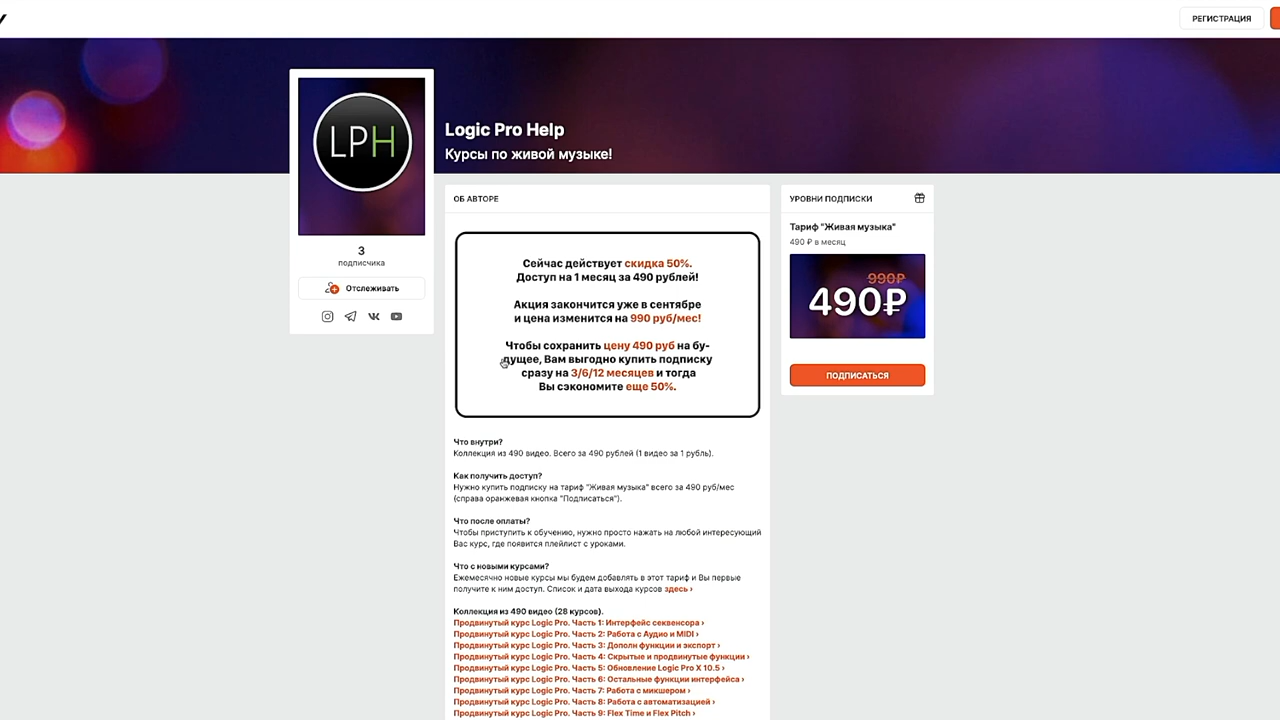 РЕГИСТРАЦИЯ
LPH
Logic Pro Help
Курсы по живой музыке!
3
подписчика
Отслеживать
ОБ АВТОРЕ
Сейчас действует скидка 50%.
Доступ на 1 месяц за 490 рублей!
Акция закончится уже в сентябре
и цена изменится на 990 руб/мес!
Чтобы сохранить цену 490 руб на бу-
дущее, Вам выгодно купить подписку
сразу на 3/6/12 месяцев и тогда
Вы сэкономите еще 50%.
Что внутри?
Коллекция из 490 видео. Всего за 490 рублей (1 видео за 1 рубль).
Как получить доступ?
Нужно купить подписку на тариф "Живая музыка" всего за 490 руб/мес
(справа оранжевая кнопка "Подписаться").
Что после оплаты?
Чтобы приступить к обучению, нужно просто нажать на любой интересующий
Вас курс, где появится плейлист с уроками.
Что с новыми курсами?
Ежемесячно новые курсы мы будем добавлять в этот тариф и Вы первые
получите к ним доступ. Список и дата выхода курсов здесь ›
Коллекция из 490 видео (28 курсов).
Продвинутый курс Logic Pro. Часть 1: Интерфейс секвенсора ›
Продвинутый курс Logic Pro. Часть 2: Работа с Аудио и MIDI ›
Продвинутый курс Logic Pro. Часть 3: Дополн функции и экспорт ›
Продвинутый курс Logic Pro. Часть 4: Скрытые и продвинутые функции ›
Продвинутый курс Logic Pro. Часть 5: Обновление Logic Pro X 10.5 ›
Продвинутый курс Logic Pro. Часть 6: Остальные функции интерфейса ›
Продвинутый курс Logic Pro. Часть 7: Работа с микшером ›
Продвинутый курс Logic Pro. Часть 8: Работа с автоматизацией ›
Продвинутый курс Logic Pro. Часть 9: Flex Time и Flex Pitch ›
УРОВНИ ПОДПИСКИ
Тариф "Живая музыка"
490 ₽ в месяц
990₽
490₽
ПОДПИСАТЬСЯ